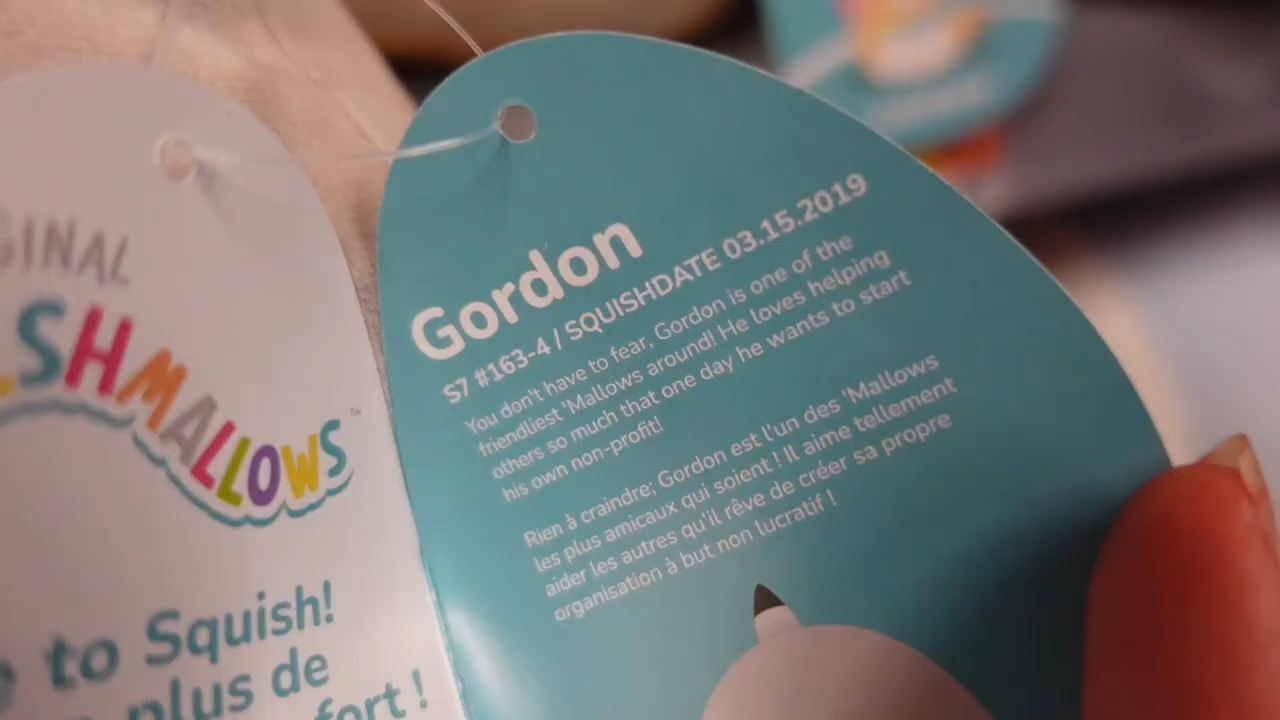 GINAL
SHMALLOWS™
to Squish!
plus de
fort !
Gordon
S7 #163-4 / SQUISHDATE 03.15.2019
You don't have to fear, Gordon is one of the
friendliest 'Mallows around! He loves helping
others so much that one day he wants to start
his own non-profit!
Rien à craindre; Gordon est l'un des 'Mallows
les plus amicaux qui soient ! Il aime tellement
aider les autres qu'il rêve de créer sa propre
organisation à but non lucratif !